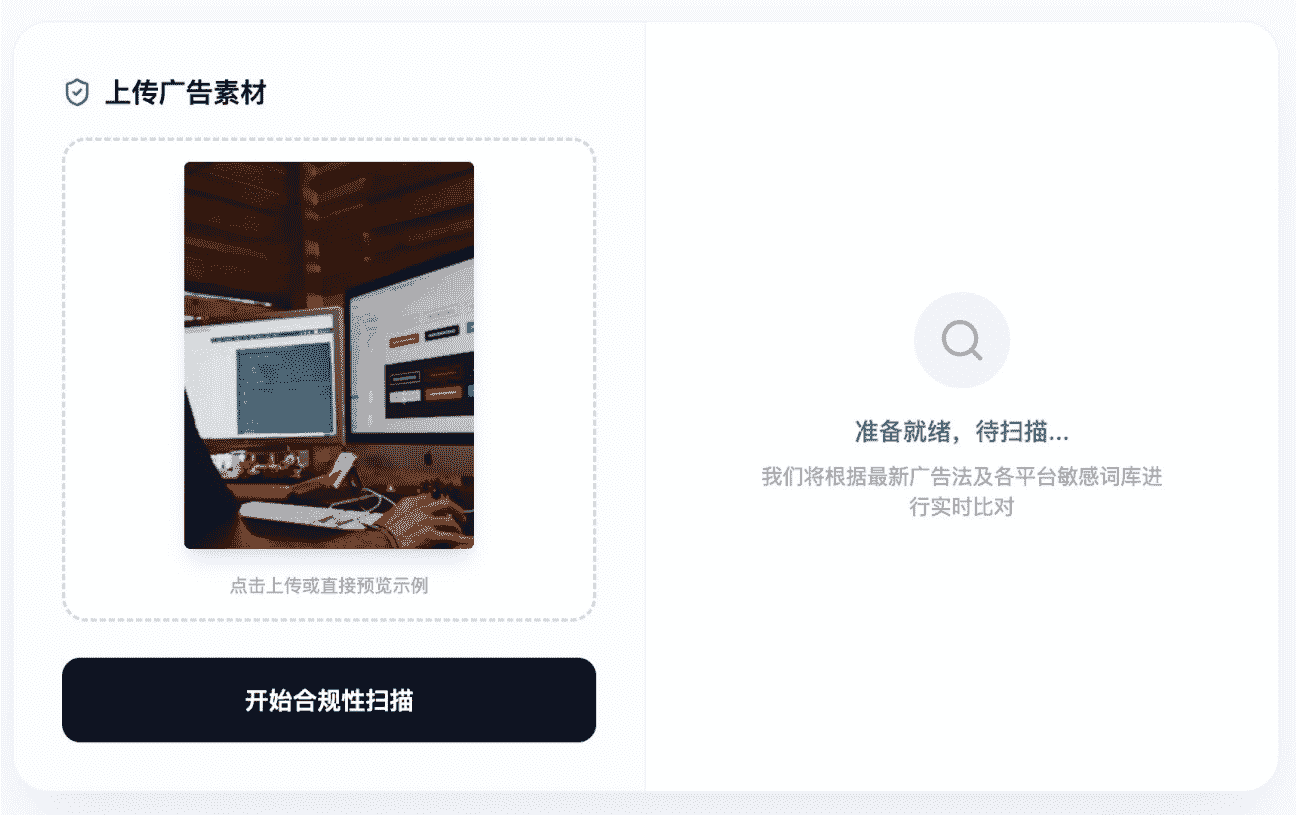 上传广告素材
点击上传或直接预览示例
开始合规性扫描
准备就绪，待扫描...
我们将根据最新广告法及各平台敏感词库进
行实时比对